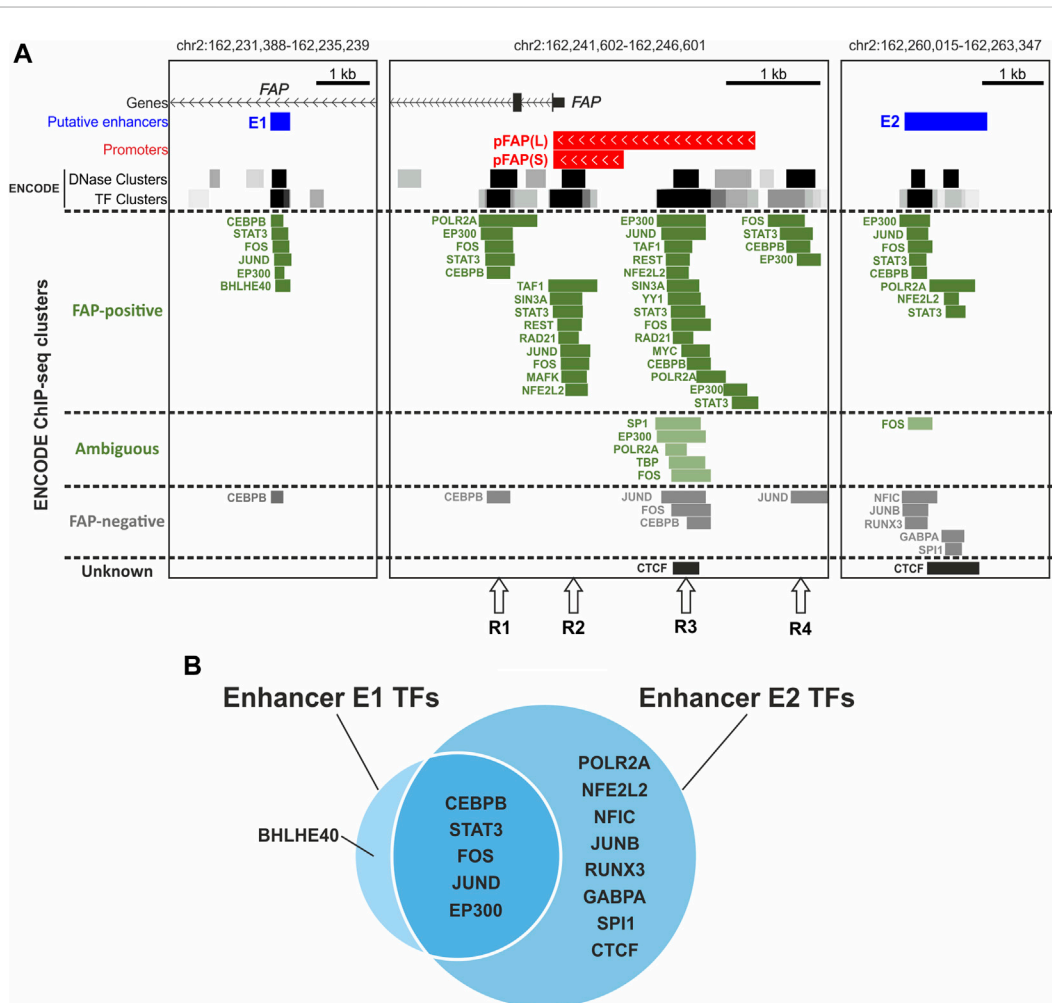 A
chr2:162,231,388-162,235,239
chr2:162,241,602-162,246,601
chr2:162,260,015-162,263,347
1 kb
1 kb
1 kb
Genes
FAP
FAP
Putative enhancers
E1
E2
Promoters
pFAP(L)
pFAP(S)
ENCODE
DNase Clusters
TF Clusters
ENCODE ChIP-seq clusters
FAP-positive
CEBPB
STAT3
FOS
JUND
EP300
BHLHE40
POLR2A
EP300
FOS
STAT3
CEBPB
TAF1
SIN3A
STAT3
REST
RAD21
JUND
FOS
MAFK
NFE2L2
EP300
JUND
TAF1
REST
NFE2L2
SIN3A
YY1
STAT3
FOS
RAD21
MYC
CEBPB
POLR2A
EP300
STAT3
FOS
STAT3
CEBPB
EP300
EP300
JUND
FOS
STAT3
CEBPB
POLR2A
NFE2L2
STAT3
Ambiguous
SP1
EP300
POLR2A
TBP
FOS
FOS
FAP-negative
CEBPB
CEBPB
JUND
FOS
CEBPB
JUND
NFIC
JUNB
RUNX3
GABPA
SPI1
Unknown
CTCF
CTCF
R1
R2
R3
R4
B
Enhancer E1 TFs
Enhancer E2 TFs
BHLHE40
CEBPB
STAT3
FOS
JUND
EP300
POLR2A
NFE2L2
NFIC
JUNB
RUNX3
GABPA
SPI1
CTCF